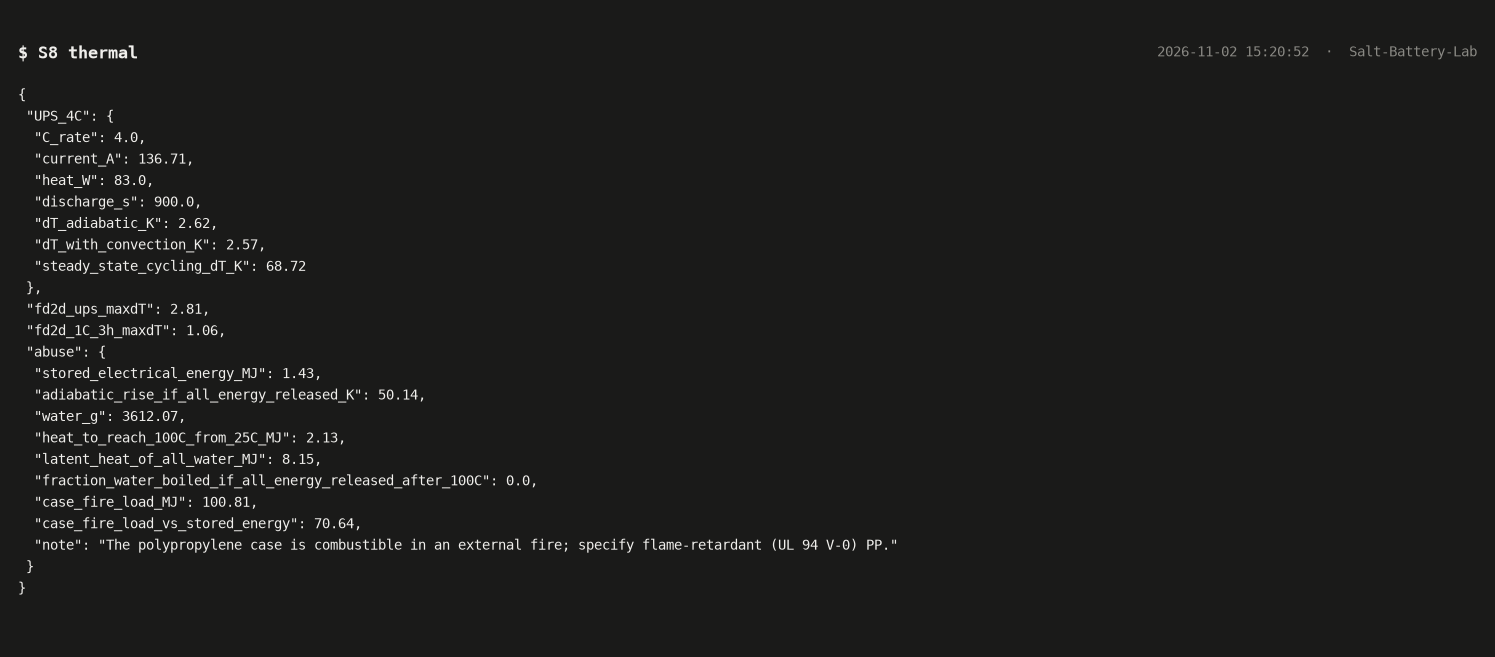 $ S8 thermal
2026-11-02 15:20:52 · Salt-Battery-Lab
{
"UPS_4C": {
"C_rate": 4.0,
"current_A": 136.71,
"heat_W": 83.0,
"discharge_s": 900.0,
"dT_adiabatic_K": 2.62,
"dT_with_convection_K": 2.57,
"steady_state_cycling_dT_K": 68.72
},
"fd2d_ups_maxdT": 2.81,
"fd2d_1C_3h_maxdT": 1.06,
"abuse": {
"stored_electrical_energy_MJ": 1.43,
"adiabatic_rise_if_all_energy_released_K": 50.14,
"water_g": 3612.07,
"heat_to_reach_100C_from_25C_MJ": 2.13,
"latent_heat_of_all_water_MJ": 8.15,
"fraction_water_boiled_if_all_energy_released_after_100C": 0.0,
"case_fire_load_MJ": 100.81,
"case_fire_load_vs_stored_energy": 70.64,
"note": "The polypropylene case is combustible in an external fire; specify flame-retardant (UL 94 V-0) PP."
}
}